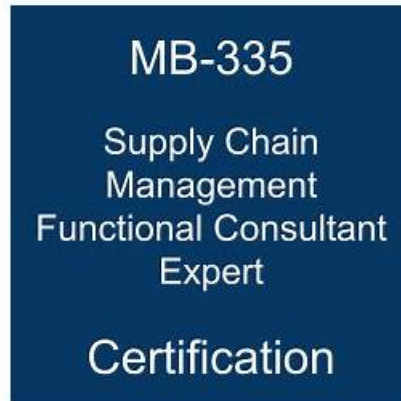 MB-335
Supply Chain
Management
Functional Consultant
Expert
Certification